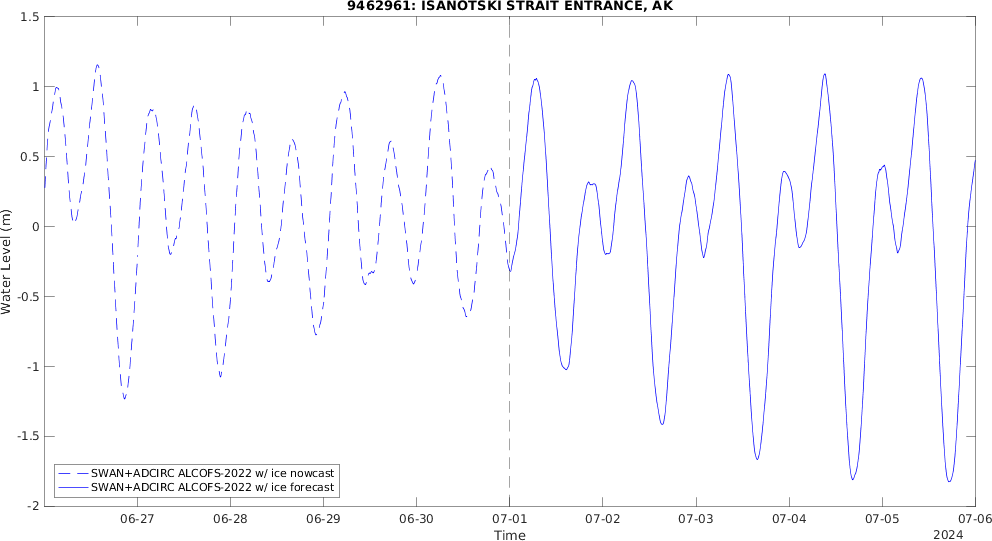 9462961: ISANOTSKI STRAIT ENTRANCE, AK
1.5
1
0.5
0
-0.5
-1
-1.5
-2
Water Level (m)
SWAN+ADCIRC ALCOFS-2022 w/ ice nowcast
SWAN+ADCIRC ALCOFS-2022 w/ ice forecast
06-27 06-28 06-29 06-30 07-01 07-02 07-03 07-04 07-05 07-06
Time
2024